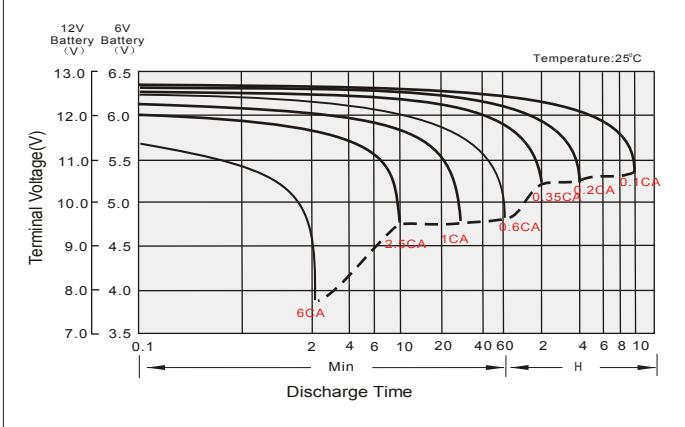 12V 6V
Battery Battery
(V) (V)
Temperature:25°C
Terminal Voltage(V)
13.0 6.5
12.0 6.0
11.0 5.5
10.0 5.0
9.0 4.5
8.0 4.0
7.0 3.5
0.1CA
0.2CA
0.35CA
0.6CA
1CA
2.5CA
6CA
0.1 2 4 6 10 20 40 60 2 4 6 8 10
Min H
Discharge Time